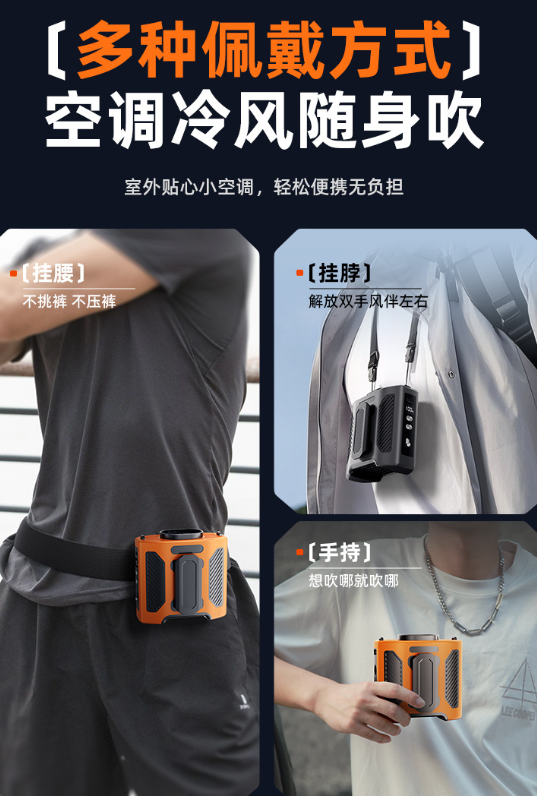 〔多种佩戴方式〕
空调冷风随身吹
室外贴心小空调，轻松便携无负担
〔挂腰〕
不挑裤 不压裤
〔挂脖〕
解放双手风伴左右
〔手持〕
想吹哪就吹哪